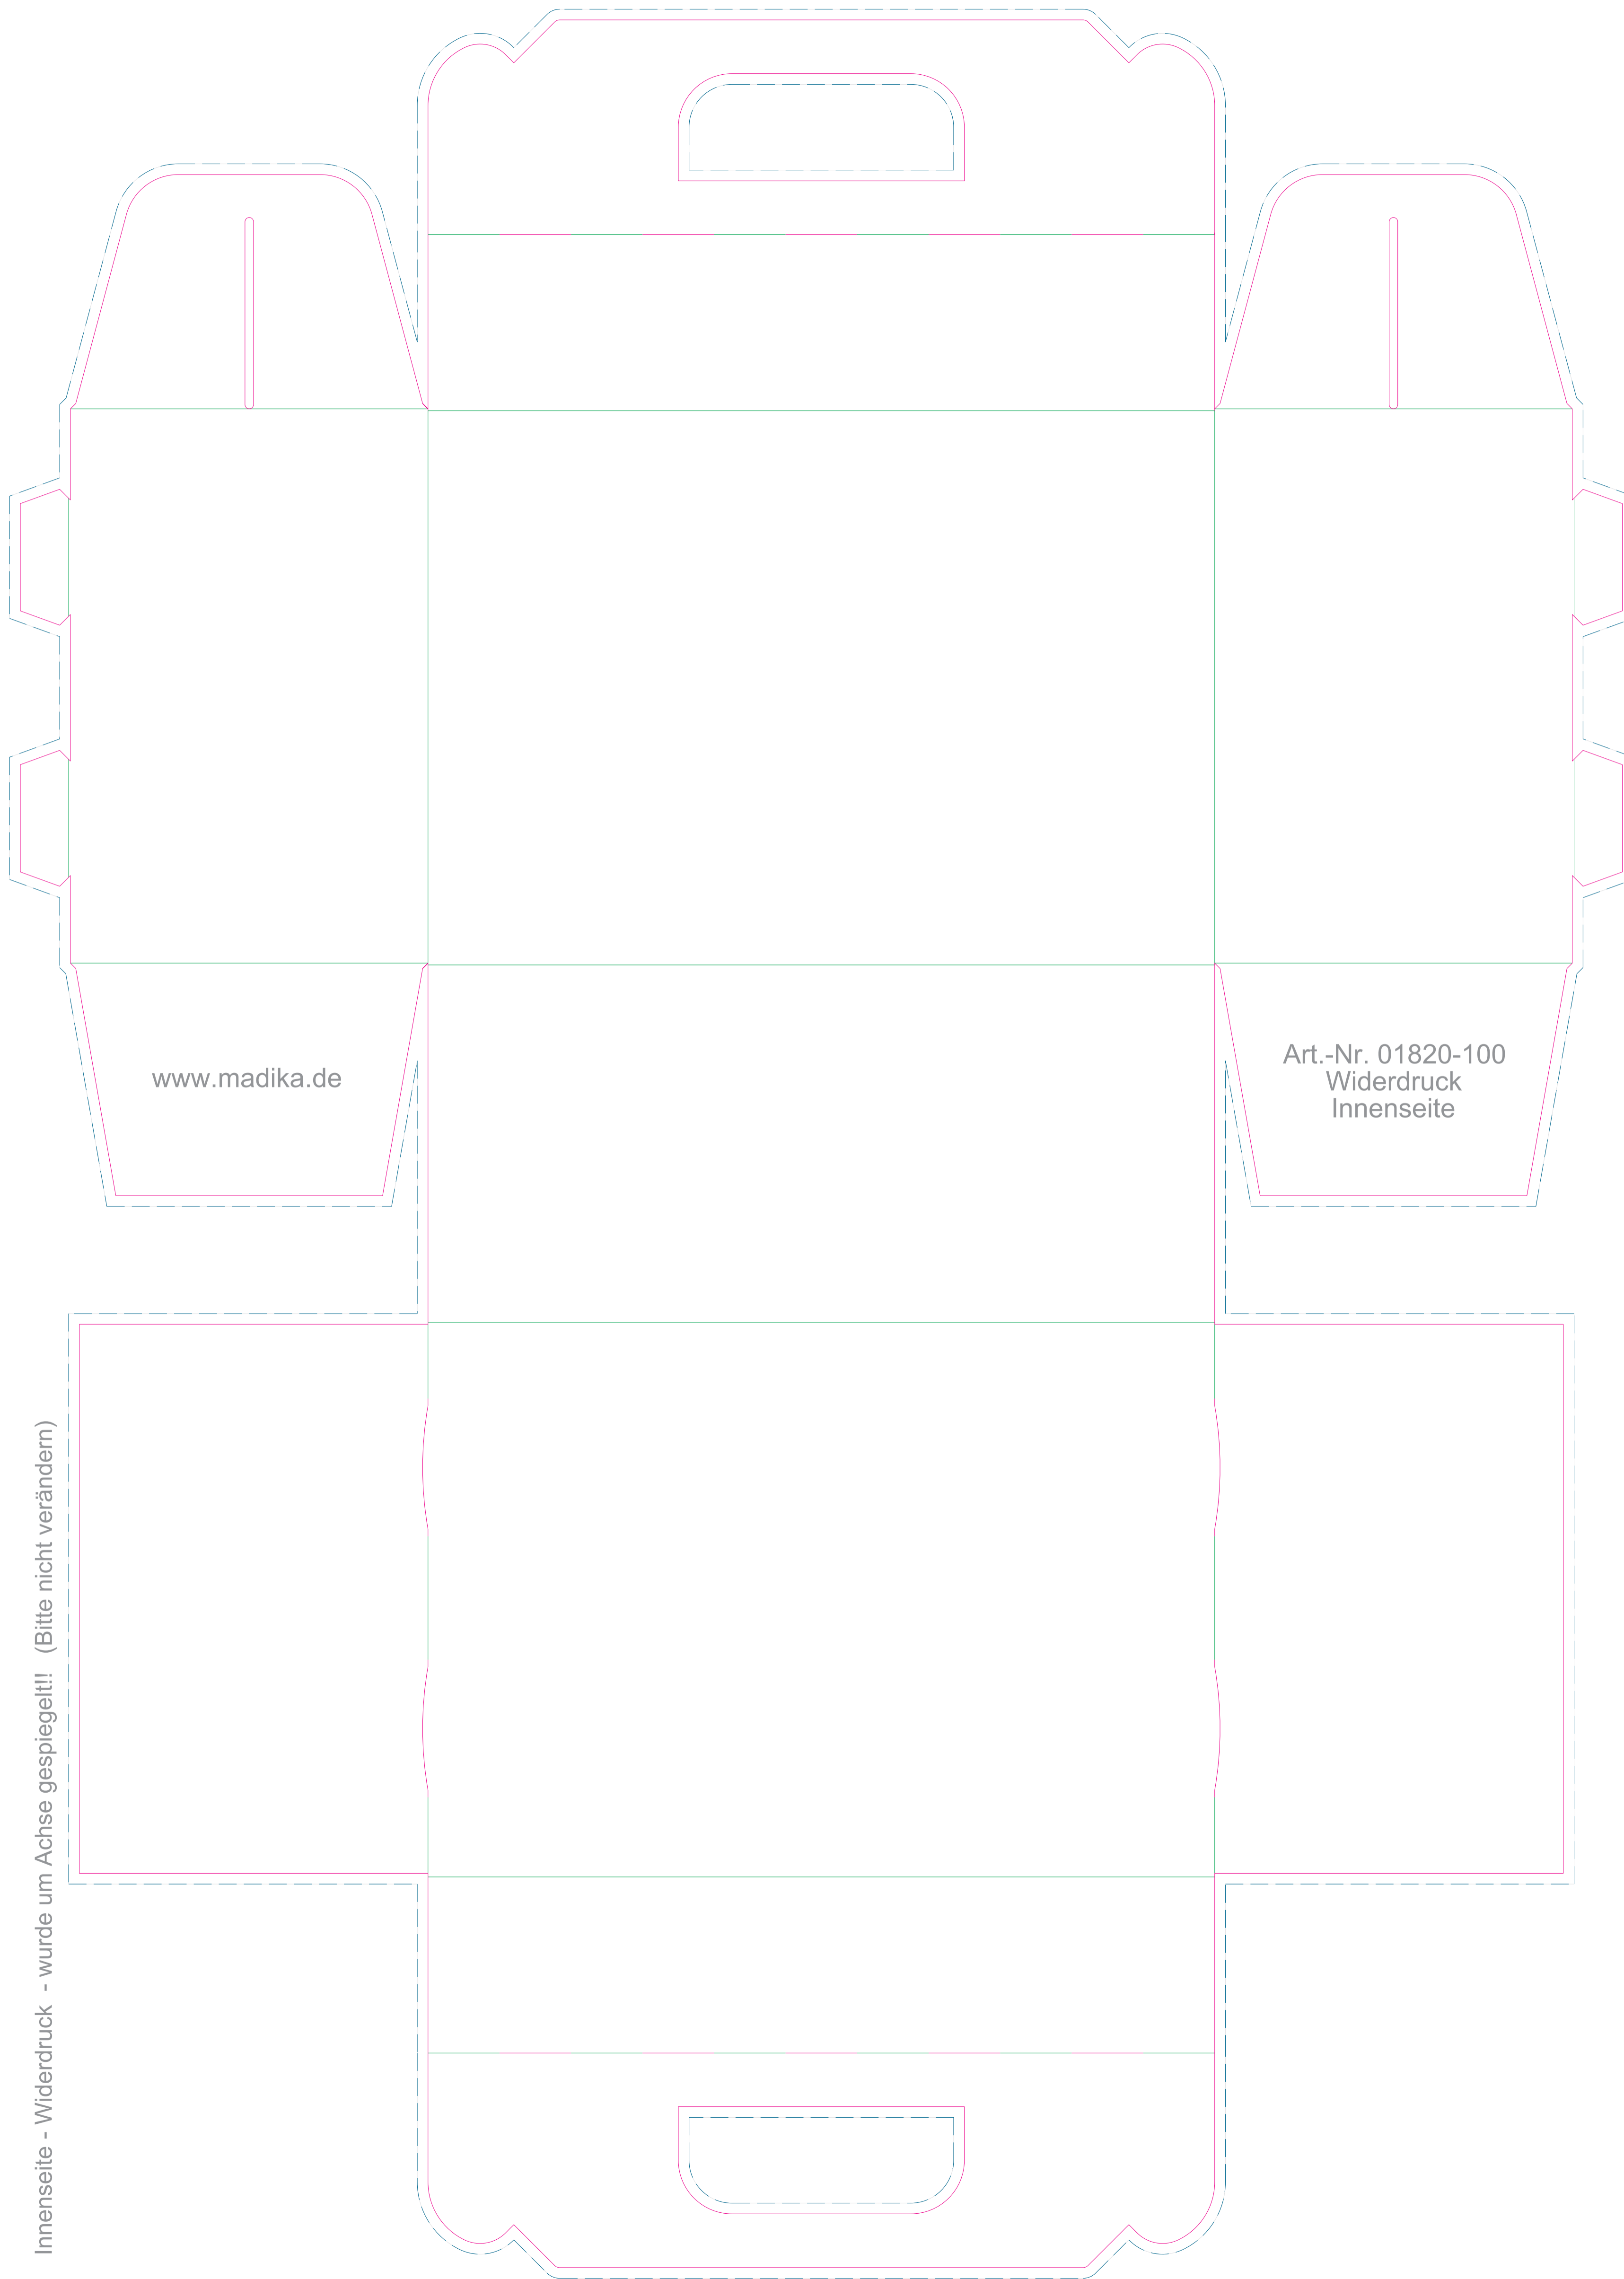 www.madika.de
Art.-Nr. 01820-100
Widerdruck
Innenseite
Innenseite - Widerdruck - wurde um Achse gespiegelt!!! (Bitte nicht verändern)